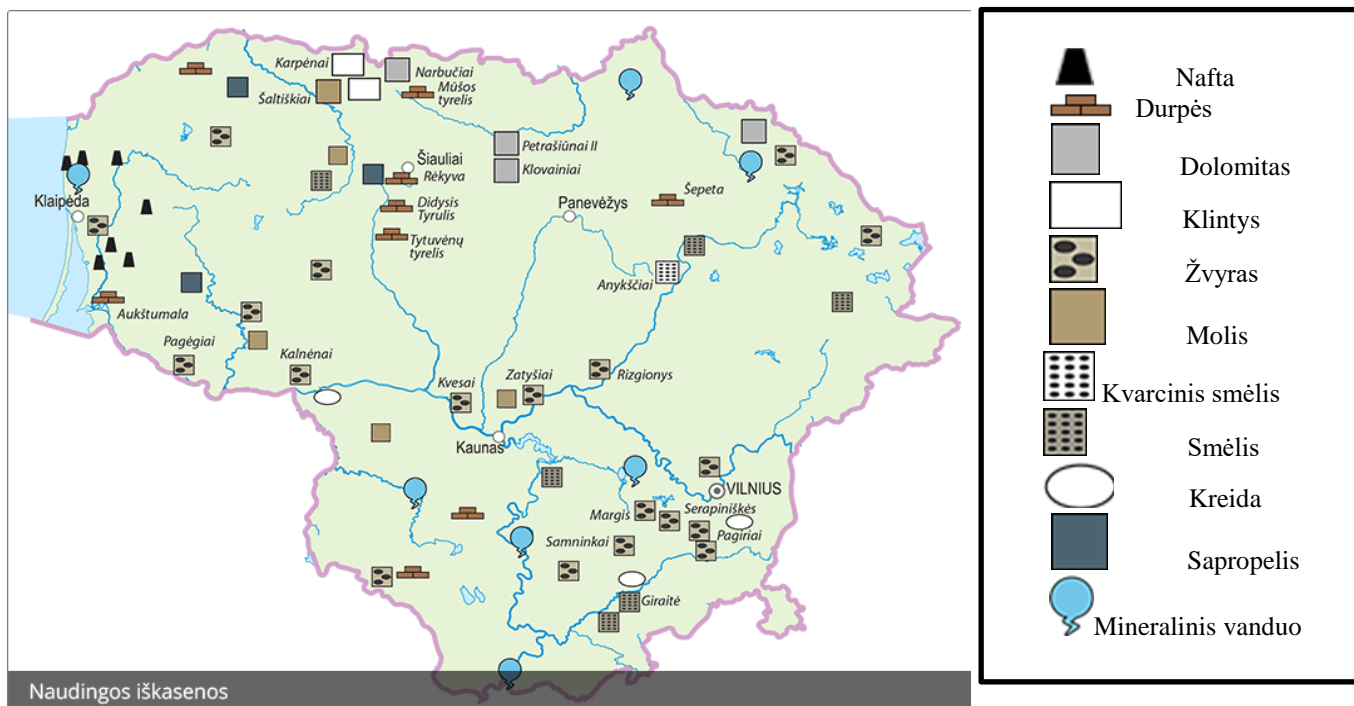 Karpėnai
Narbučiai
Šaltiškiai
Mūšos
tyrelis
Petrašiūnai II
Klovainiai
Šiauliai
Rėkyva
Klaipėda
Didysis
Tyrulis
Panevėžys
Šepeta
Tytuvėnų
tyrelis
Anykščiai
Aukštumala
Pagėgiai
Kalnėnai
Kvesai
Zatyšiai
Rizgionys
Kaunas
VILNIUS
Margis
Serapiniškės
Pagiriai
Samninkai
Giraitė
Naudingos iškasenos
Nafta
Durpės
Dolomitas
Klintys
Žvyras
Molis
Kvarcinis smėlis
Smėlis
Kreida
Sapropelis
Mineralinis vanduo